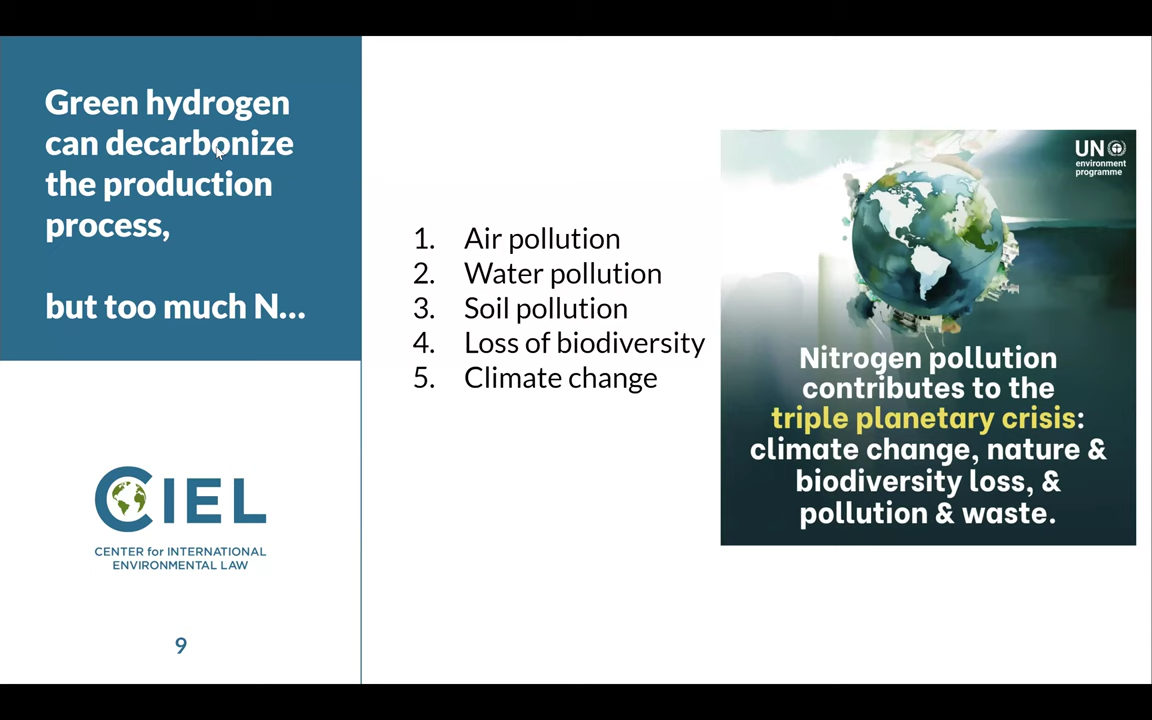 Green hydrogen
can decarbonize
the production
process,
but too much N...
CIEL
CENTER for INTERNATIONAL
ENVIRONMENTAL LAW
9
1. Air pollution
2. Water pollution
3. Soil pollution
4. Loss of biodiversity
5. Climate change
UN
environment
programme
Nitrogen pollution
contributes to the
triple planetary crisis:
climate change, nature &
biodiversity loss, &
pollution & waste.